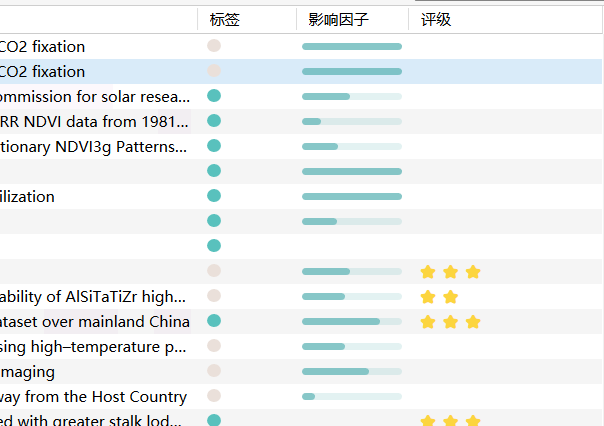 标签 影响因子 评级
CO2 fixation
CO2 fixation
ommission for solar resea...
RR NDVI data from 1981...
tionary NDVI3g Patterns...
ilization
ability of AlSiTaTiZr high...
ataset over mainland China
sing high–temperature p...
maging
way from the Host Country
ed with greater stalk lod...